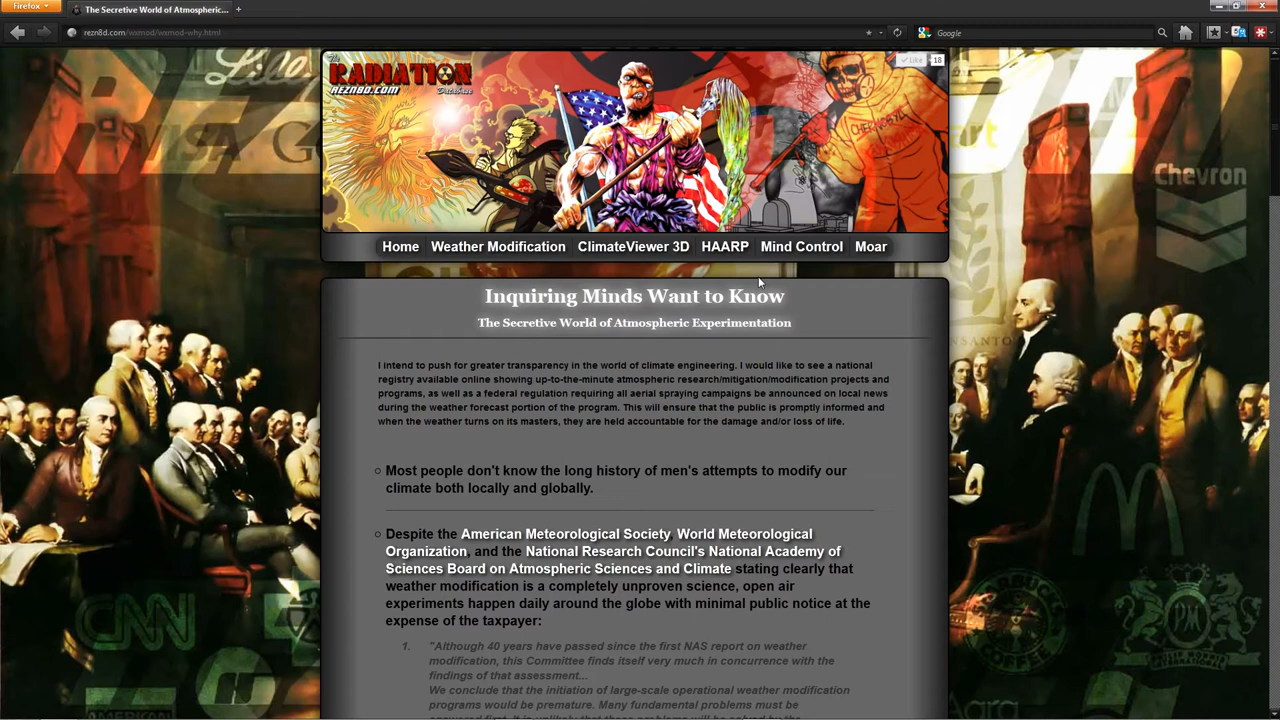 Firefox
The Secretive World of Atmospheric...
rezn8d.com/wxmod/wxmod-why.html
Google
The
RADIATION
REZN8D.COM
Database
Like 18
CHERNOBYL
VISA
Chevron
Home Weather Modification ClimateViewer 3D HAARP Mind Control Moar
Inquiring Minds Want to Know
The Secretive World of Atmospheric Experimentation
I intend to push for greater transparency in the world of climate engineering. I would like to see a national
registry available online showing up-to-the-minute atmospheric research/mitigation/modification projects and
programs, as well as a federal regulation requiring all aerial spraying campaigns be announced on local news
during the weather forecast portion of the program. This will ensure that the public is promptly informed and
when the weather turns on its masters, they are held accountable for the damage and/or loss of life.
Most people don't know the long history of men's attempts to modify our
climate both locally and globally.
Despite the American Meteorological Society, World Meteorological
Organization, and the National Research Council's National Academy of
Sciences Board on Atmospheric Sciences and Climate stating clearly that
weather modification is a completely unproven science, open air
experiments happen daily around the globe with minimal public notice at the
expense of the taxpayer:
1. "Although 40 years have passed since the first NAS report on weather
modification, this Committee finds itself very much in concurrence with the
findings of that assessment...
We conclude that the initiation of large-scale operational weather modification
programs would be premature. Many fundamental problems must be
CNN
COFFEE